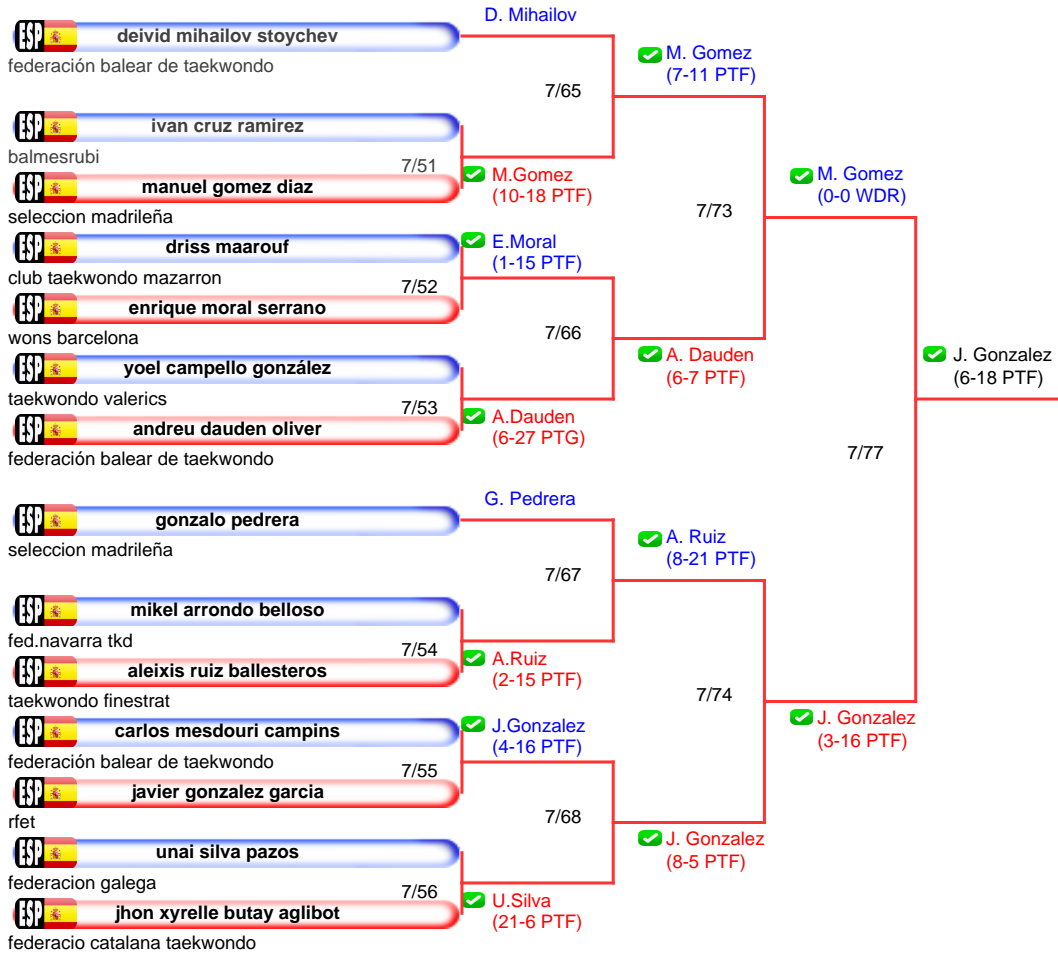 D. Mihailov
ESP deivid mihailov stoychev
federación balear de taekwondo
M. Gomez
(7-11 PTF)
7/65
ESP ivan cruz ramirez
balmesrubi
7/51
M.Gomez
(10-18 PTF)
ESP manuel gomez diaz
seleccion madrileña
M. Gomez
(0-0 WDR)
7/73
ESP driss maarouf
E.Moral
(1-15 PTF)
club taekwondo mazarron
7/52
ESP enrique moral serrano
wons barcelona
7/66
A. Dauden
(6-7 PTF)
J. Gonzalez
(6-18 PTF)
ESP yoel campello gonzález
taekwondo valerics
7/53
A.Dauden
(6-27 PTG)
ESP andreu dauden oliver
federación balear de taekwondo
7/77
G. Pedrera
ESP gonzalo pedrera
seleccion madrileña
A. Ruiz
(8-21 PTF)
7/67
ESP mikel arrondo belloso
fed.navarra tkd
7/54
A.Ruiz
(2-15 PTF)
ESP aleixis ruiz ballesteros
taekwondo finestrat
7/74
J. Gonzalez
(3-16 PTF)
ESP carlos mesdouri campins
J.Gonzalez
(4-16 PTF)
federación balear de taekwondo
7/55
ESP javier gonzalez garcia
rfet
7/68
J. Gonzalez
(8-5 PTF)
ESP unai silva pazos
federacion galega
7/56
U.Silva
(21-6 PTF)
ESP jhon xyrelle butay aglibot
federacio catalana taekwondo